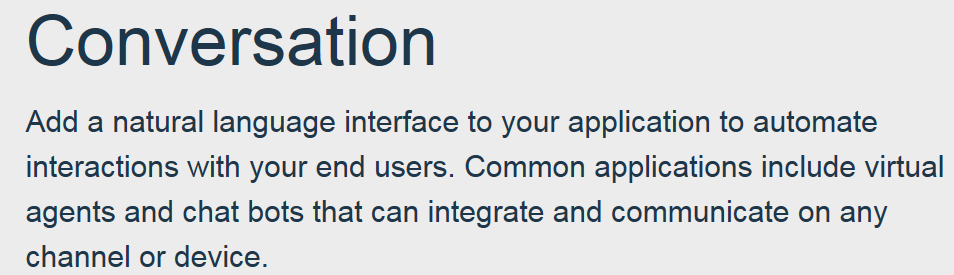 Conversation
Add a natural language interface to your application to automate
interactions with your end users. Common applications include virtual
agents and chat bots that can integrate and communicate on any
channel or device.